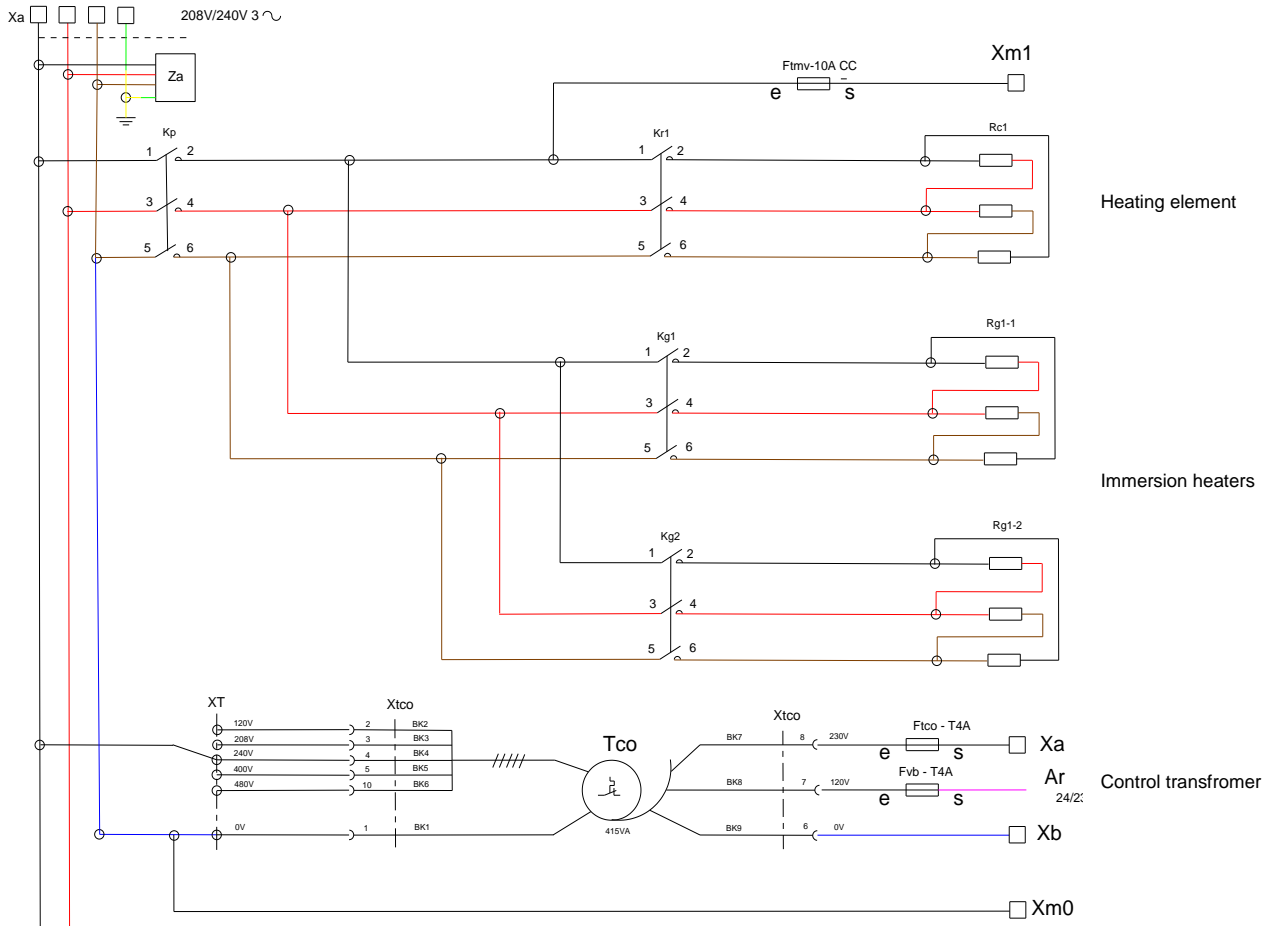 Xa 208V/240V 3
Za
Xm1
Ftmv-10A CC
e s
Kp Kr1 Rc1
1 2 1 2
3 4 3 4
5 6 5 6
Heating element
Kg1 Rg1-1
1 2
3 4
5 6
Immersion heaters
Kg2 Rg1-2
1 2
3 4
5 6
XT Xtco Xtco
120V 2 BK2
208V 3 BK3
240V 4 BK4
400V 5 BK5
480V 10 BK6
0V 1 BK1
Tco
415VA
BK7 8 230V
Ftco - T4A
e s
Xa
BK8 7 120V
Fvb - T4A
e s
Ar
24/23
BK9 6 0V
Xb
Control transfromer
Xm0